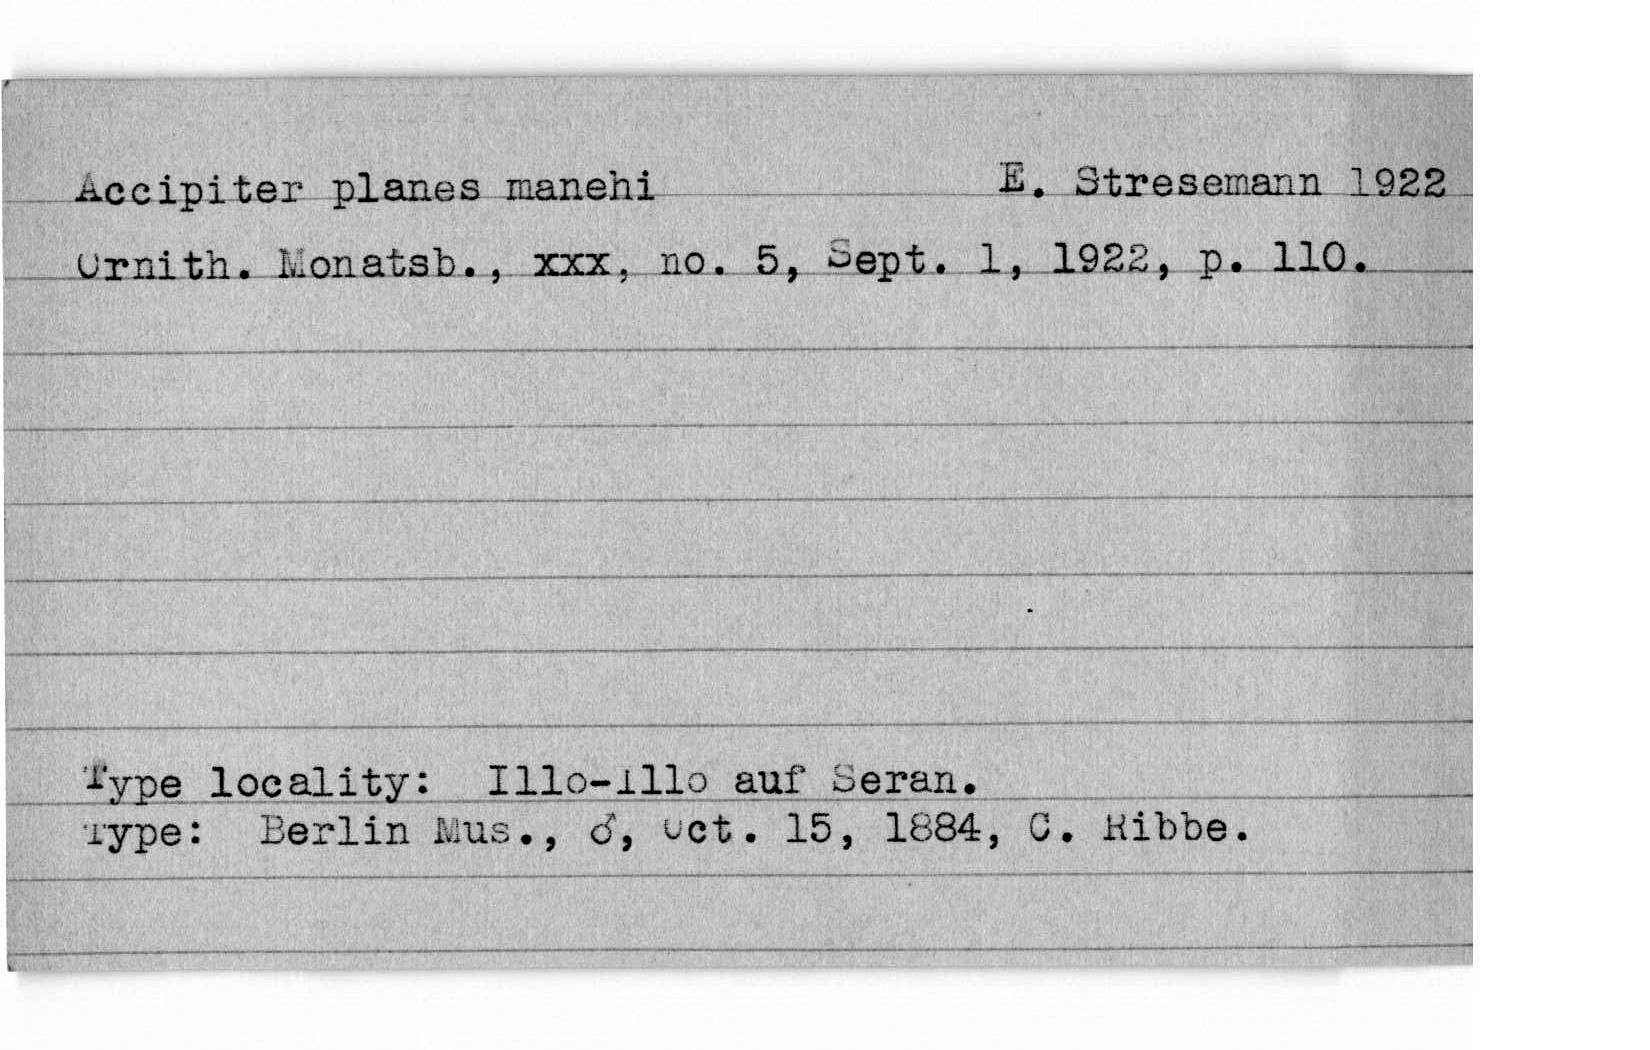 Accipiter planes manehi E. Stresemann 1922
Ornith. Monatsb., xxx, no. 5, Sept. 1, 1922, p. 110.
Type locality: Illo-illo auf Seran.
Type: Berlin Mus., ♂, Oct. 15, 1884, C. Ribbe.